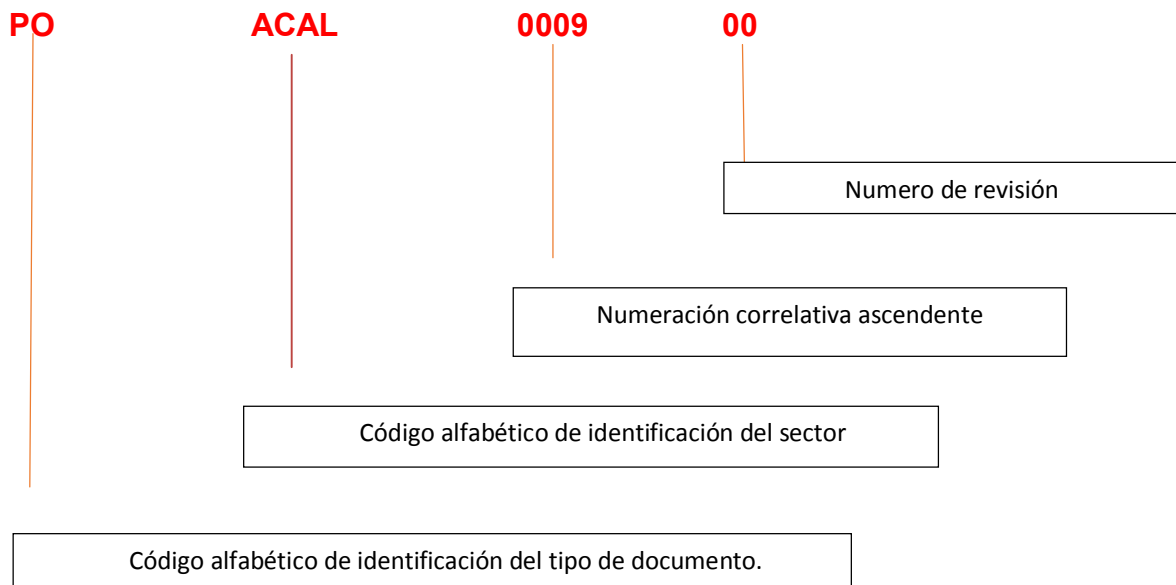 PO ACAL 0009 00
Numero de revisión
Numeración correlativa ascendente
Código alfabético de identificación del sector
Código alfabético de identificación del tipo de documento.